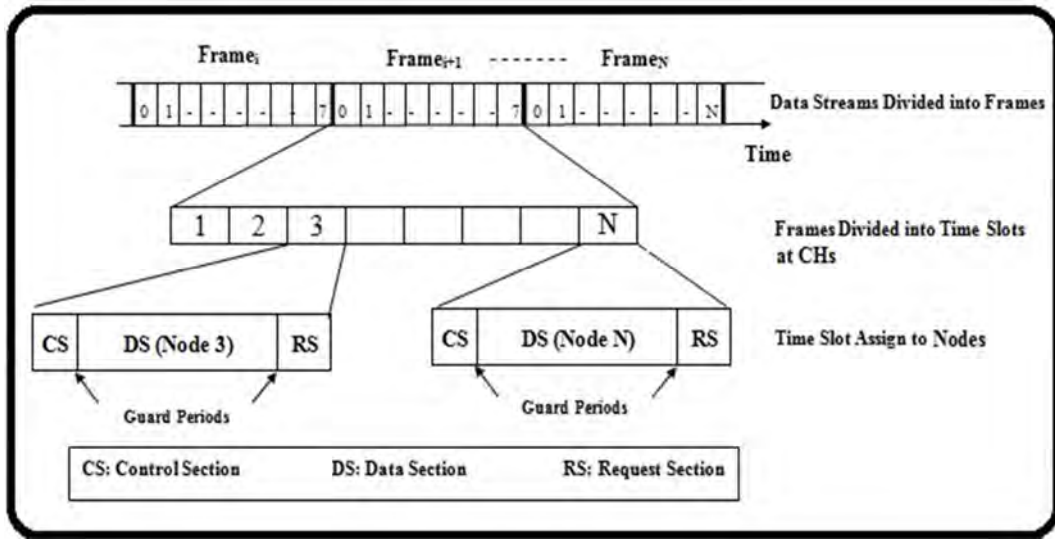 Frameᵢ Frameᵢ₊₁ - - - - - - - Frame_N
0 1 - - - - - 7 0 1 - - - - - 7 0 1 - - - - - N
Data Streams Divided into Frames
Time
1 2 3 N
Frames Divided into Time Slots
at CHs
CS DS (Node 3) RS
CS DS (Node N) RS
Time Slot Assign to Nodes
Guard Periods
Guard Periods
CS: Control Section DS: Data Section RS: Request Section